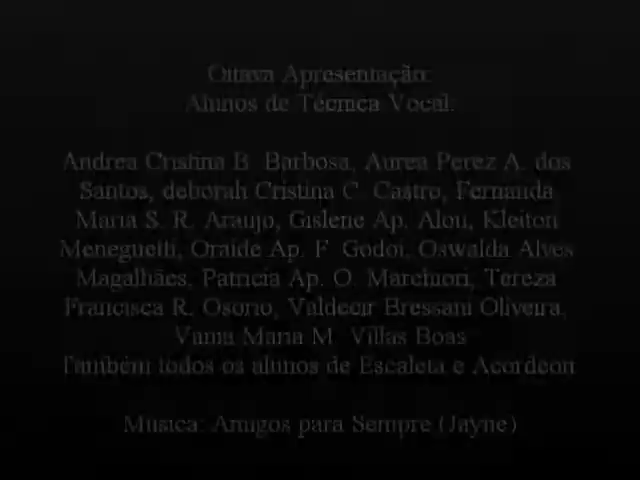 Oitava Apresentação:
Alunos de Técnica Vocal:
Andrea Cristina B. Barbosa, Aurea Perez A. dos
Santos, deborah Cristina C. Castro, Fernanda
Maria S. R. Araujo, Gislene Ap. Alou, Kleiton
Meneguetti, Oraide Ap. F. Godoi, Oswalda Alves
Magalhães, Patricia Ap. O. Marchiori, Tereza
Francisca R. Osorio, Valdecir Bressani Oliveira,
Vania Maria M. Villas Boas
Também todos os alunos de Escaleta e Acordeon
Música: Amigos para Sempre (Jayne)